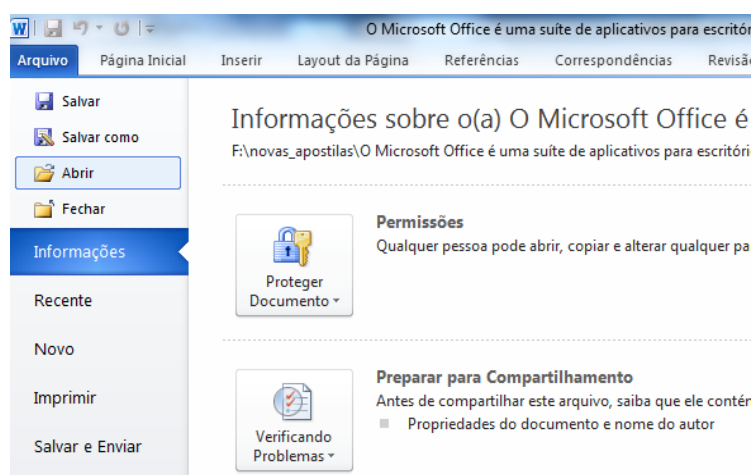 W
O Microsoft Office é uma suíte de aplicativos para escritór
Arquivo Página Inicial Inserir Layout da Página Referências Correspondências Revisã
Salvar
Salvar como
Abrir
Fechar
Informações
Recente
Novo
Imprimir
Salvar e Enviar
Informações sobre o(a) O Microsoft Office é
F:\novas_apostilas\O Microsoft Office é uma suíte de aplicativos para escritóri
Proteger
Documento
Permissões
Qualquer pessoa pode abrir, copiar e alterar qualquer pa
Verificando
Problemas
Preparar para Compartilhamento
Antes de compartilhar este arquivo, saiba que ele contén
Propriedades do documento e nome do autor